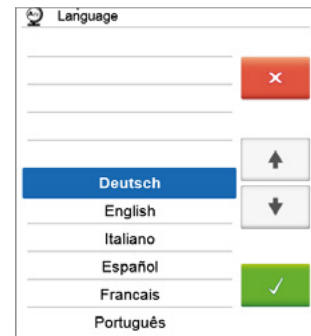 Language
Deutsch
English
Italiano
Español
Francais
Português